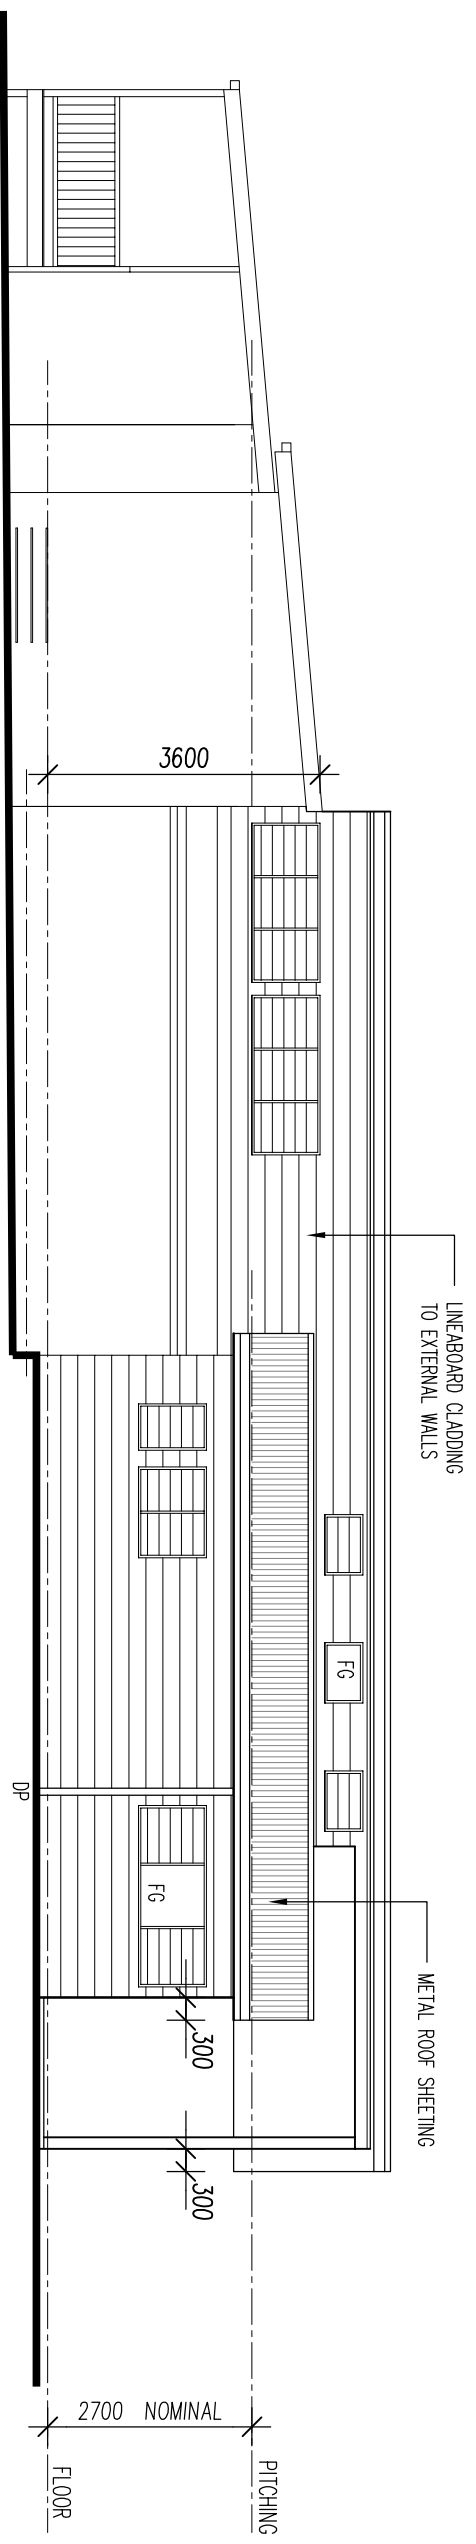 LINEABOARD CLADDING
TO EXTERNAL WALLS
METAL ROOF SHEETING
3600
FG
FG
DP
300
300
2700 NOMINAL
PITCHING
FLOOR